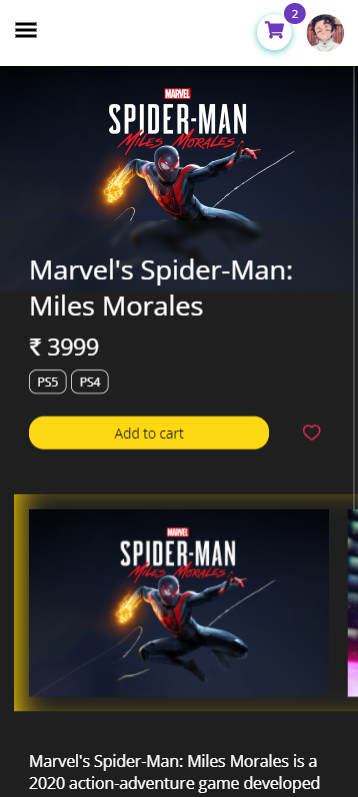 2
MARVEL
SPIDER-MAN
MILES MORALES
Marvel's Spider-Man:
Miles Morales
₹ 3999
PS5 PS4
Add to cart
MARVEL
SPIDER-MAN
MILES MORALES
Marvel's Spider-Man: Miles Morales is a
2020 action-adventure game developed